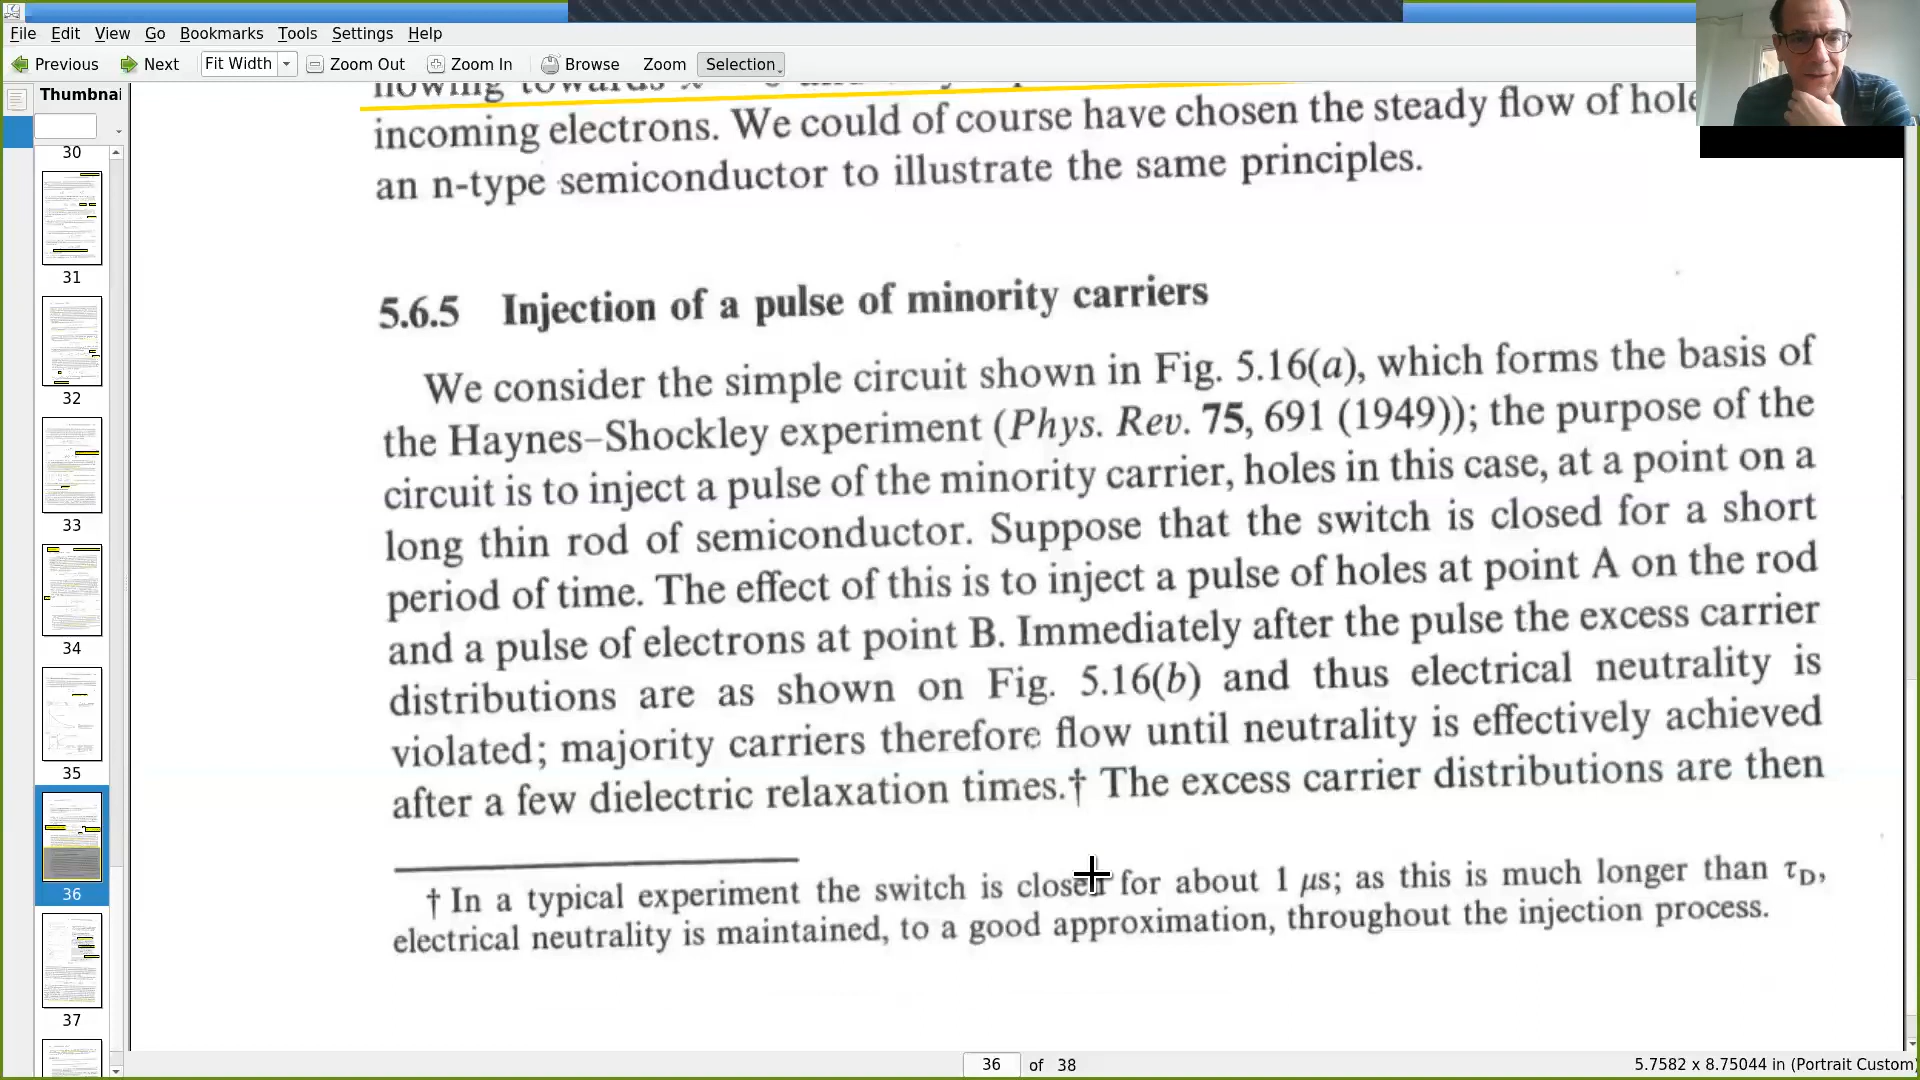 File Edit View Go Bookmarks Tools Settings Help
Previous Next Fit Width Zoom Out Zoom In Browse Zoom Selection
Thumbnai
30
31
32
33
34
35
36
37
flowing towards
incoming electrons. We could of course have chosen the steady flow of hole
an n-type semiconductor to illustrate the same principles.
5.6.5 Injection of a pulse of minority carriers
We consider the simple circuit shown in Fig. 5.16(a), which forms the basis of
the Haynes–Shockley experiment (Phys. Rev. 75, 691 (1949)); the purpose of the
circuit is to inject a pulse of the minority carrier, holes in this case, at a point on a
long thin rod of semiconductor. Suppose that the switch is closed for a short
period of time. The effect of this is to inject a pulse of holes at point A on the rod
and a pulse of electrons at point B. Immediately after the pulse the excess carrier
distributions are as shown on Fig. 5.16(b) and thus electrical neutrality is
violated; majority carriers therefore flow until neutrality is effectively achieved
after a few dielectric relaxation times.† The excess carrier distributions are then
† In a typical experiment the switch is closed for about 1 μs; as this is much longer than τD,
electrical neutrality is maintained, to a good approximation, throughout the injection process.
36 of 38
5.7582 x 8.75044 in (Portrait Custom)